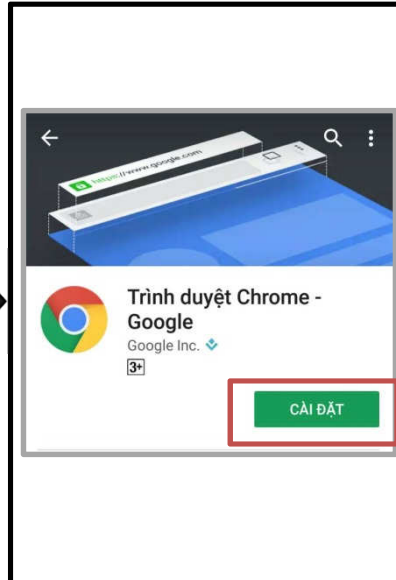 https://www.google.com
Trình duyệt Chrome -
Google
Google Inc.
3+
CÀI ĐẶT